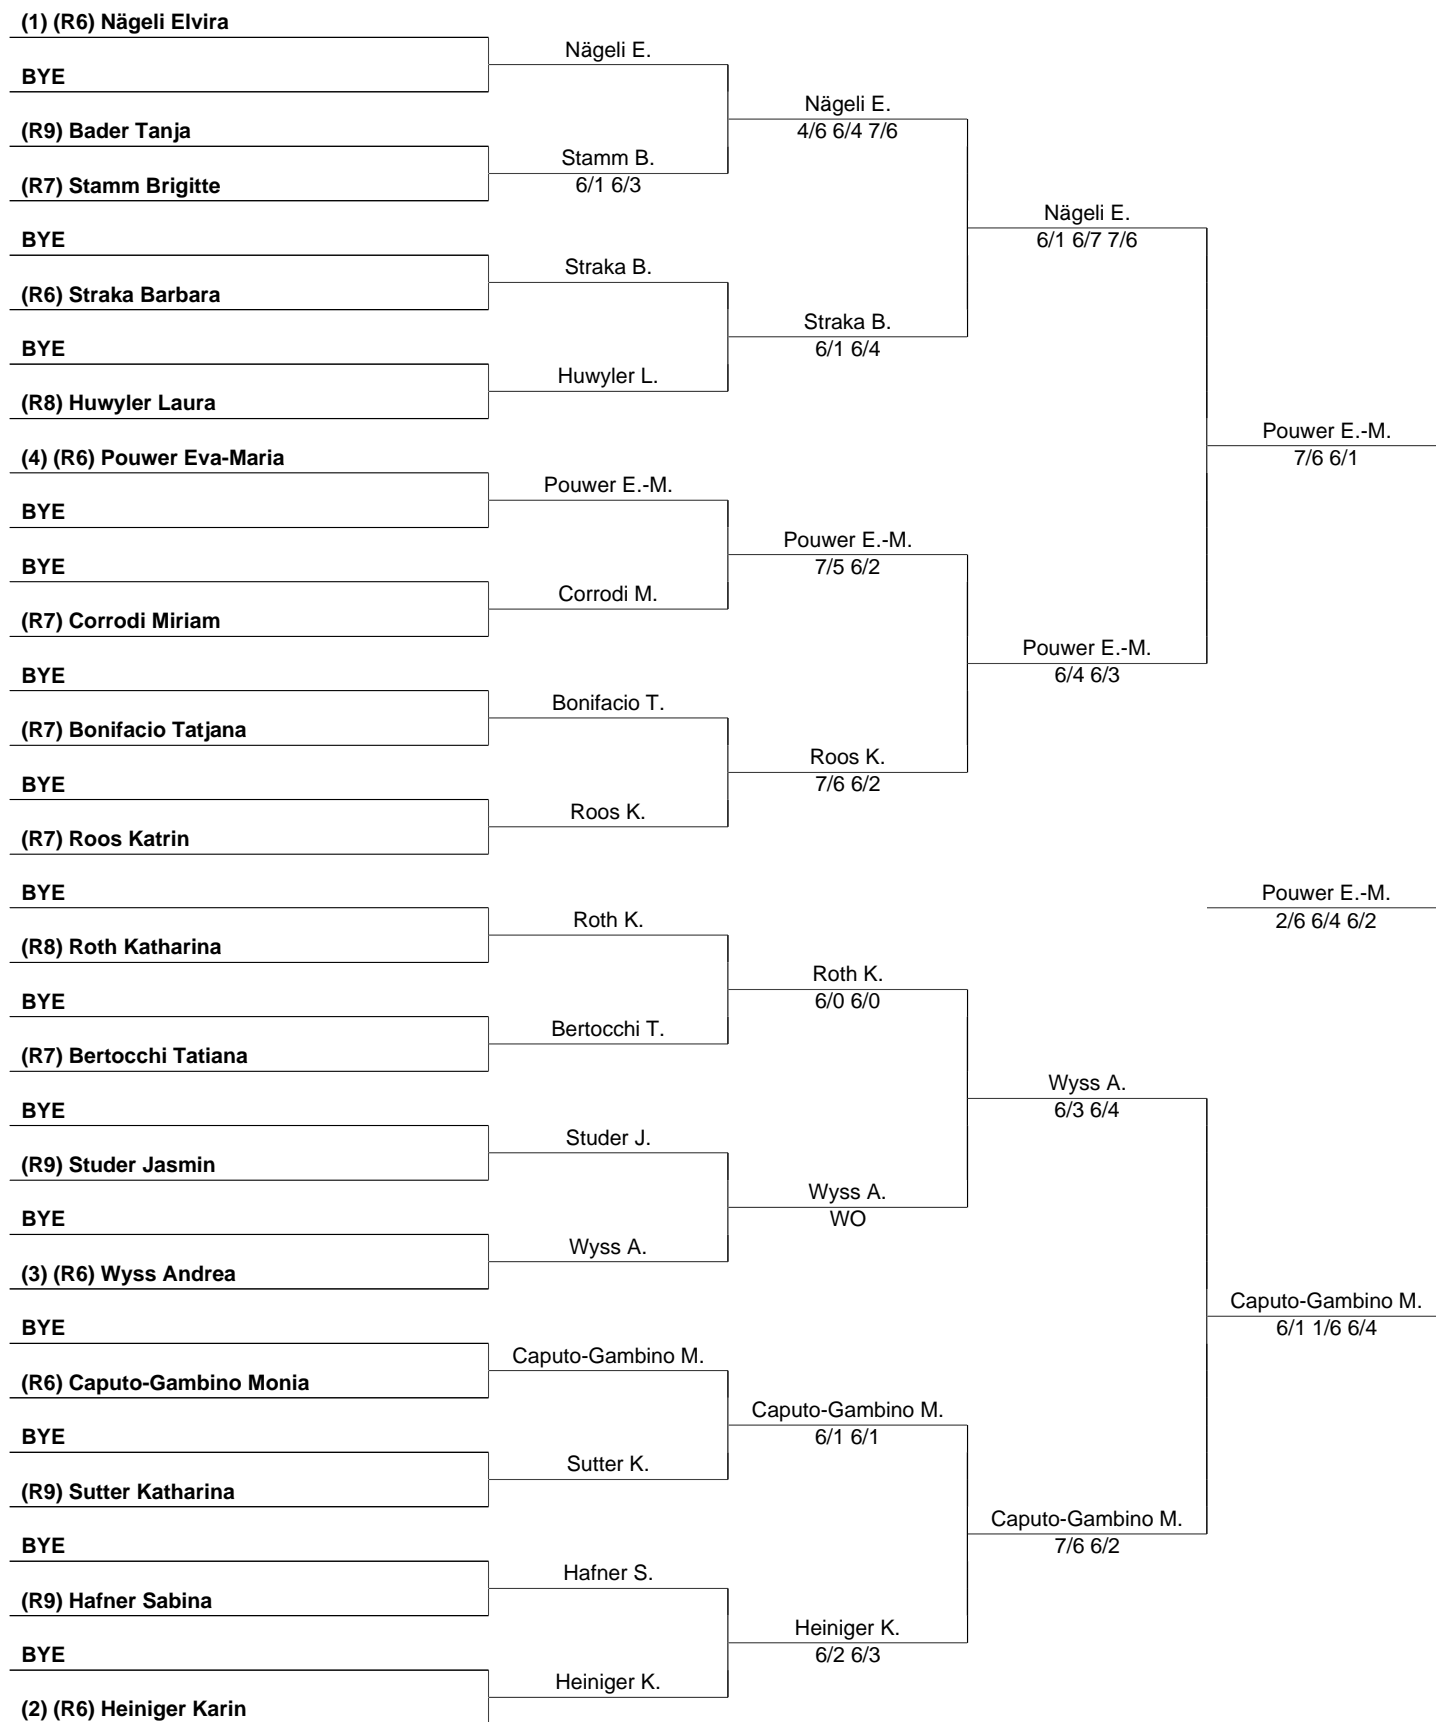 (1) (R6) Nägeli Elvira
BYE
(R9) Bader Tanja
(R7) Stamm Brigitte
BYE
(R6) Straka Barbara
BYE
(R8) Huwyler Laura
(4) (R6) Pouwer Eva-Maria
BYE
BYE
(R7) Corrodi Miriam
BYE
(R7) Bonifacio Tatjana
BYE
(R7) Roos Katrin
BYE
(R8) Roth Katharina
BYE
(R7) Bertocchi Tatiana
BYE
(R9) Studer Jasmin
BYE
(3) (R6) Wyss Andrea
BYE
(R6) Caputo-Gambino Monia
BYE
(R9) Sutter Katharina
BYE
(R9) Hafner Sabina
BYE
(2) (R6) Heiniger Karin
Nägeli E.
Stamm B.
6/1 6/3
Straka B.
Huwyler L.
Pouwer E.-M.
Corrodi M.
Bonifacio T.
Roos K.
Roth K.
Bertocchi T.
Studer J.
Wyss A.
Caputo-Gambino M.
Sutter K.
Hafner S.
Heiniger K.
Nägeli E.
4/6 6/4 7/6
Straka B.
6/1 6/4
Pouwer E.-M.
7/5 6/2
Roos K.
7/6 6/2
Roth K.
6/0 6/0
Wyss A.
WO
Caputo-Gambino M.
6/1 6/1
Heiniger K.
6/2 6/3
Nägeli E.
6/1 6/7 7/6
Pouwer E.-M.
6/4 6/3
Wyss A.
6/3 6/4
Caputo-Gambino M.
7/6 6/2
Pouwer E.-M.
7/6 6/1
Pouwer E.-M.
2/6 6/4 6/2
Caputo-Gambino M.
6/1 1/6 6/4